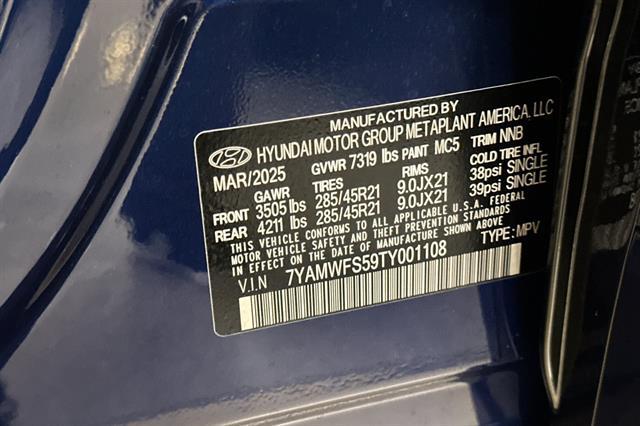 MANUFACTURED BY
HYUNDAI MOTOR GROUP METAPLANT AMERICA, LLC
MAR/2025 GVWR 7319 lbs PAINT MC5 TRIM NNB
GAWR TIRES RIMS COLD TIRE INFL
FRONT 3505 lbs 285/45R21 9.0JX21 38psi SINGLE
REAR 4211 lbs 285/45R21 9.0JX21 39psi SINGLE
THIS VEHICLE CONFORMS TO ALL APPLICABLE U.S.A. FEDERAL
MOTOR VEHICLE SAFETY AND THEFT PREVENTION STANDARDS
IN EFFECT ON THE DATE OF MANUFACTURE SHOWN ABOVE
V.I.N 7YAMWFS59TY001108 TYPE: MPV